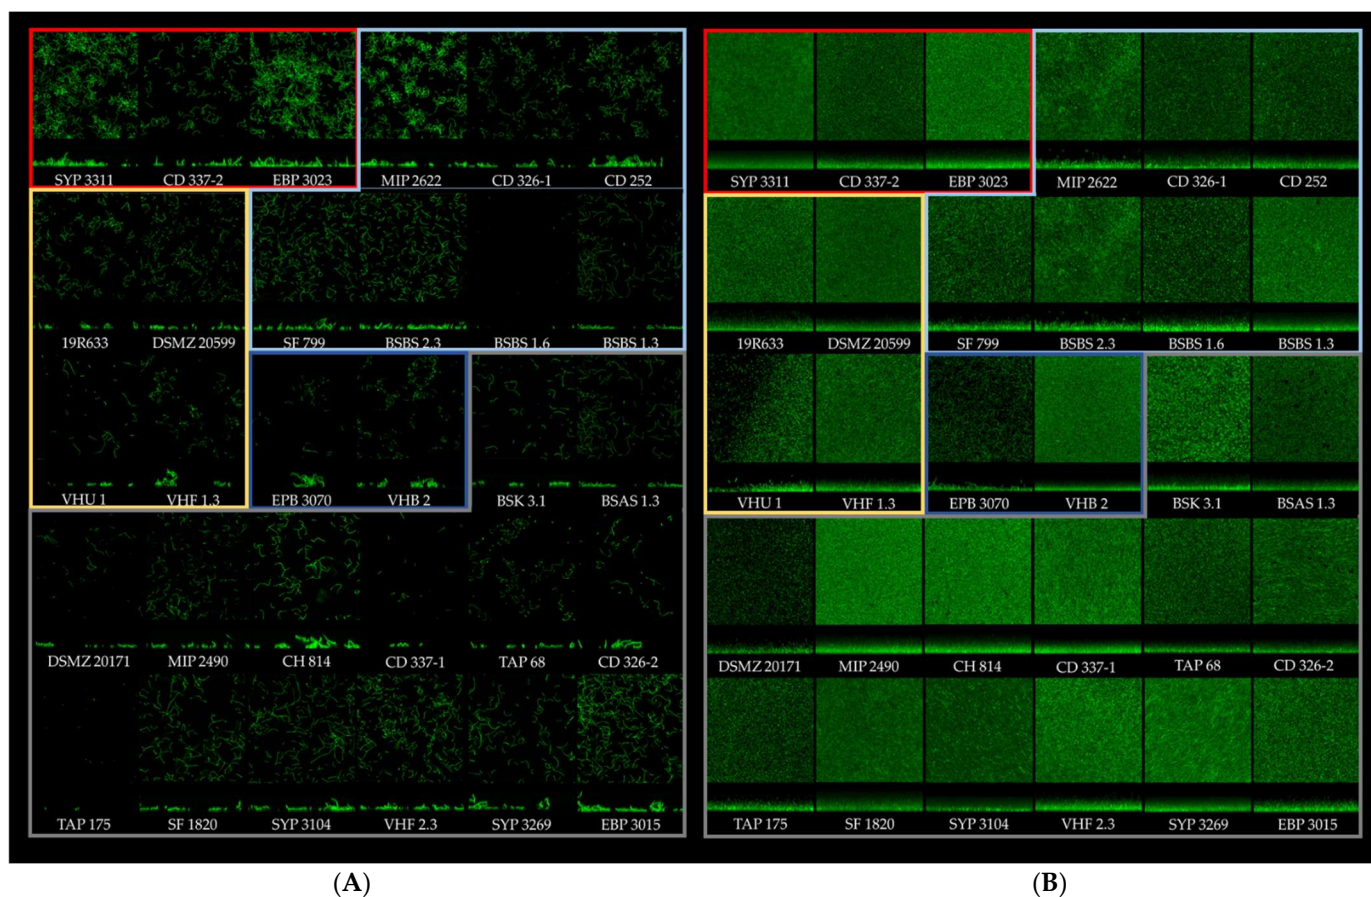 SYP 3311 CD 337-2 EBP 3023 MIP 2622 CD 326-1 CD 252
19R633 DSMZ 20599 SF 799 BSBS 2.3 BSBS 1.6 BSBS 1.3
VHU 1 VHF 1.3 EPB 3070 VHB 2 BSK 3.1 BSAS 1.3
DSMZ 20171 MIP 2490 CH 814 CD 337-1 TAP 68 CD 326-2
TAP 175 SF 1820 SYP 3104 VHF 2.3 SYP 3269 EBP 3015
(A)
SYP 3311 CD 337-2 EBP 3023 MIP 2622 CD 326-1 CD 252
19R633 DSMZ 20599 SF 799 BSBS 2.3 BSBS 1.6 BSBS 1.3
VHU 1 VHF 1.3 EPB 3070 VHB 2 BSK 3.1 BSAS 1.3
DSMZ 20171 MIP 2490 CH 814 CD 337-1 TAP 68 CD 326-2
TAP 175 SF 1820 SYP 3104 VHF 2.3 SYP 3269 EBP 3015
(B)